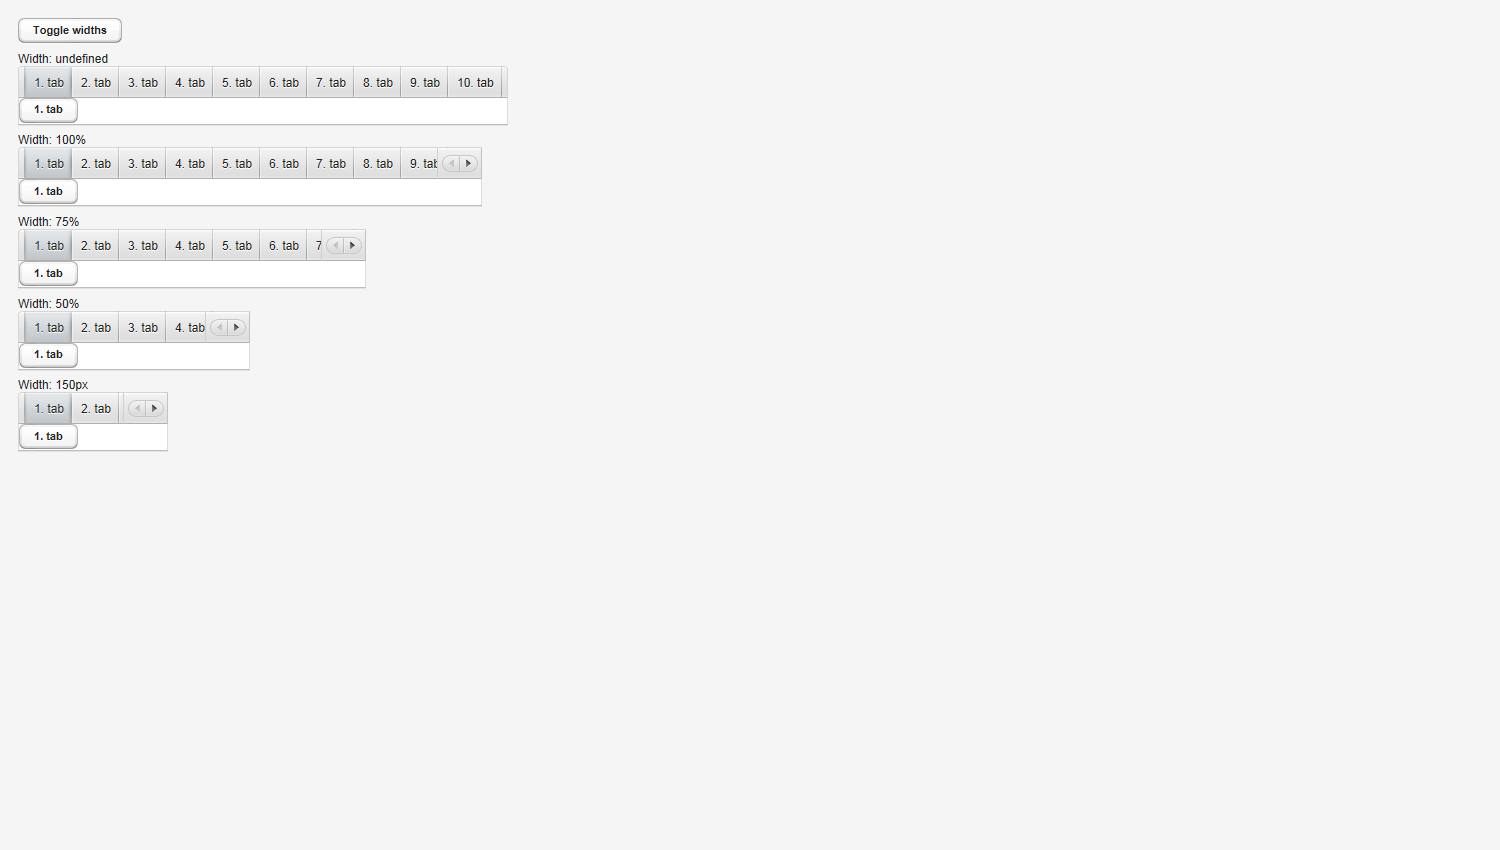 Toggle widths
Width: undefined
1. tab 2. tab 3. tab 4. tab 5. tab 6. tab 7. tab 8. tab 9. tab 10. tab
1. tab
Width: 100%
1. tab 2. tab 3. tab 4. tab 5. tab 6. tab 7. tab 8. tab 9. tab
1. tab
Width: 75%
1. tab 2. tab 3. tab 4. tab 5. tab 6. tab 7
1. tab
Width: 50%
1. tab 2. tab 3. tab 4. tab
1. tab
Width: 150px
1. tab 2. tab
1. tab